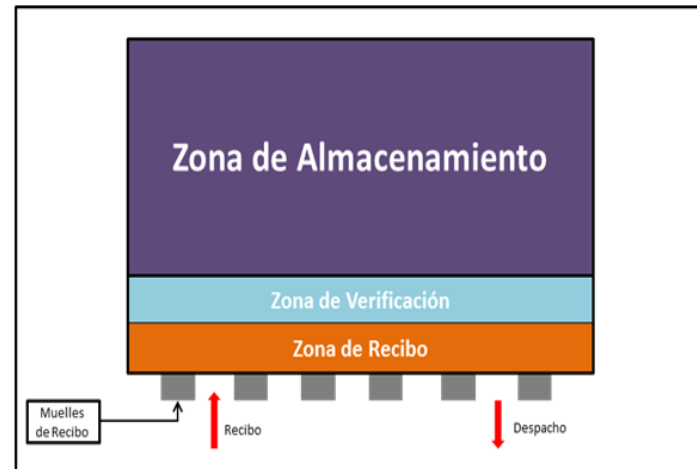 Zona de Almacenamiento
Zona de Verificación
Zona de Recibo
Muelles
de Recibo
Recibo
Despacho